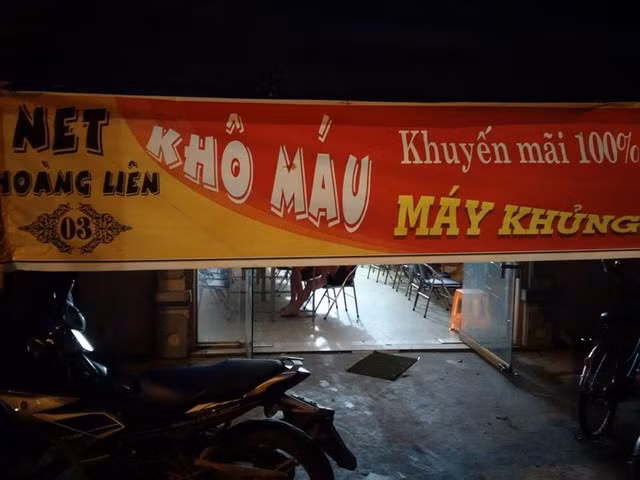 NET
HOÀNG LIÊN
03
KHÔ MÁU
Khuyến mãi 100%
MÁY KHỦNG